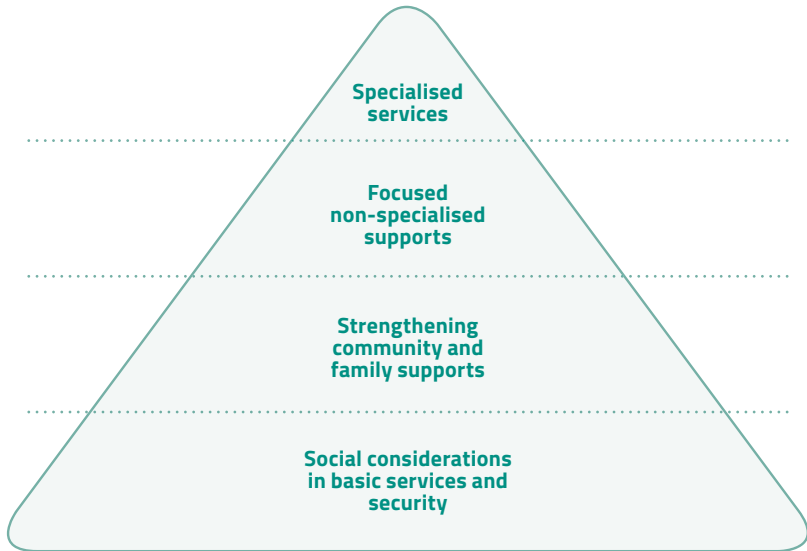 Specialised
services
Focused
non-specialised
supports
Strengthening
community and
family supports
Social considerations
in basic services and
security